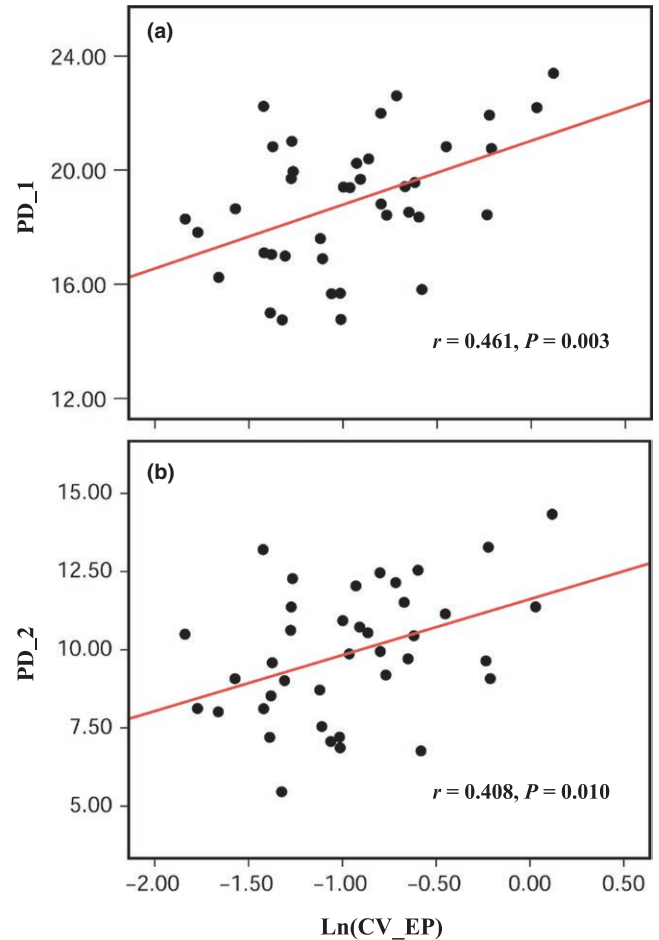 (a)
24.00
20.00
16.00
12.00
PD_1
r = 0.461, P = 0.003
(b)
15.00
12.50
10.00
7.50
5.00
PD_2
r = 0.408, P = 0.010
−2.00 −1.50 −1.00 −0.50 0.00 0.50
Ln(CV_EP)